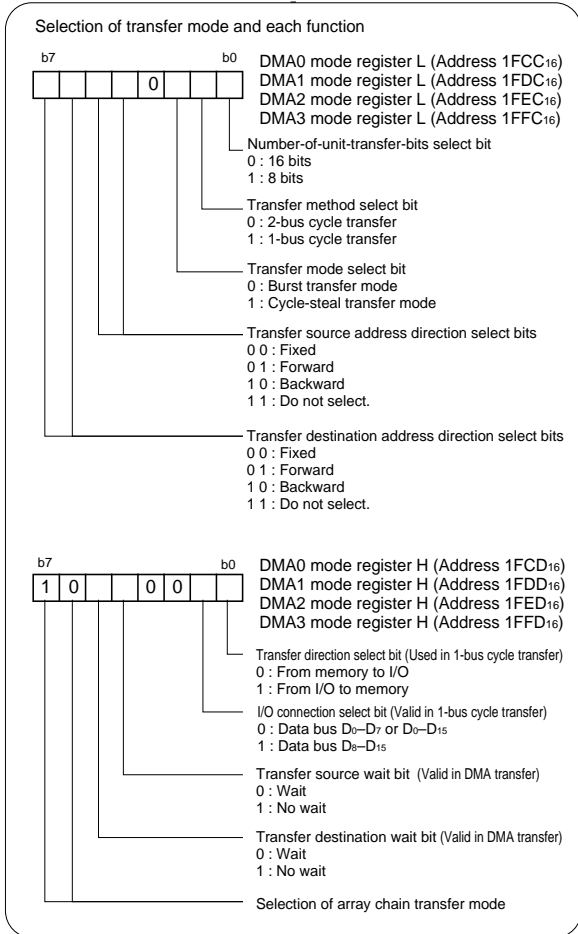 Selection of transfer mode and each function
b7 b0
0
DMA0 mode register L (Address 1FCC16)
DMA1 mode register L (Address 1FDC16)
DMA2 mode register L (Address 1FEC16)
DMA3 mode register L (Address 1FFC16)
Number-of-unit-transfer-bits select bit
0 : 16 bits
1 : 8 bits
Transfer method select bit
0 : 2-bus cycle transfer
1 : 1-bus cycle transfer
Transfer mode select bit
0 : Burst transfer mode
1 : Cycle-steal transfer mode
Transfer source address direction select bits
0 0 : Fixed
0 1 : Forward
1 0 : Backward
1 1 : Do not select.
Transfer destination address direction select bits
0 0 : Fixed
0 1 : Forward
1 0 : Backward
1 1 : Do not select.
b7 b0
1 0 0 0
DMA0 mode register H (Address 1FCD16)
DMA1 mode register H (Address 1FDD16)
DMA2 mode register H (Address 1FED16)
DMA3 mode register H (Address 1FFD16)
Transfer direction select bit (Used in 1-bus cycle transfer)
0 : From memory to I/O
1 : From I/O to memory
I/O connection select bit (Valid in 1-bus cycle transfer)
0 : Data bus D0–D7 or D0–D15
1 : Data bus D8–D15
Transfer source wait bit (Valid in DMA transfer)
0 : Wait
1 : No wait
Transfer destination wait bit (Valid in DMA transfer)
0 : Wait
1 : No wait
Selection of array chain transfer mode